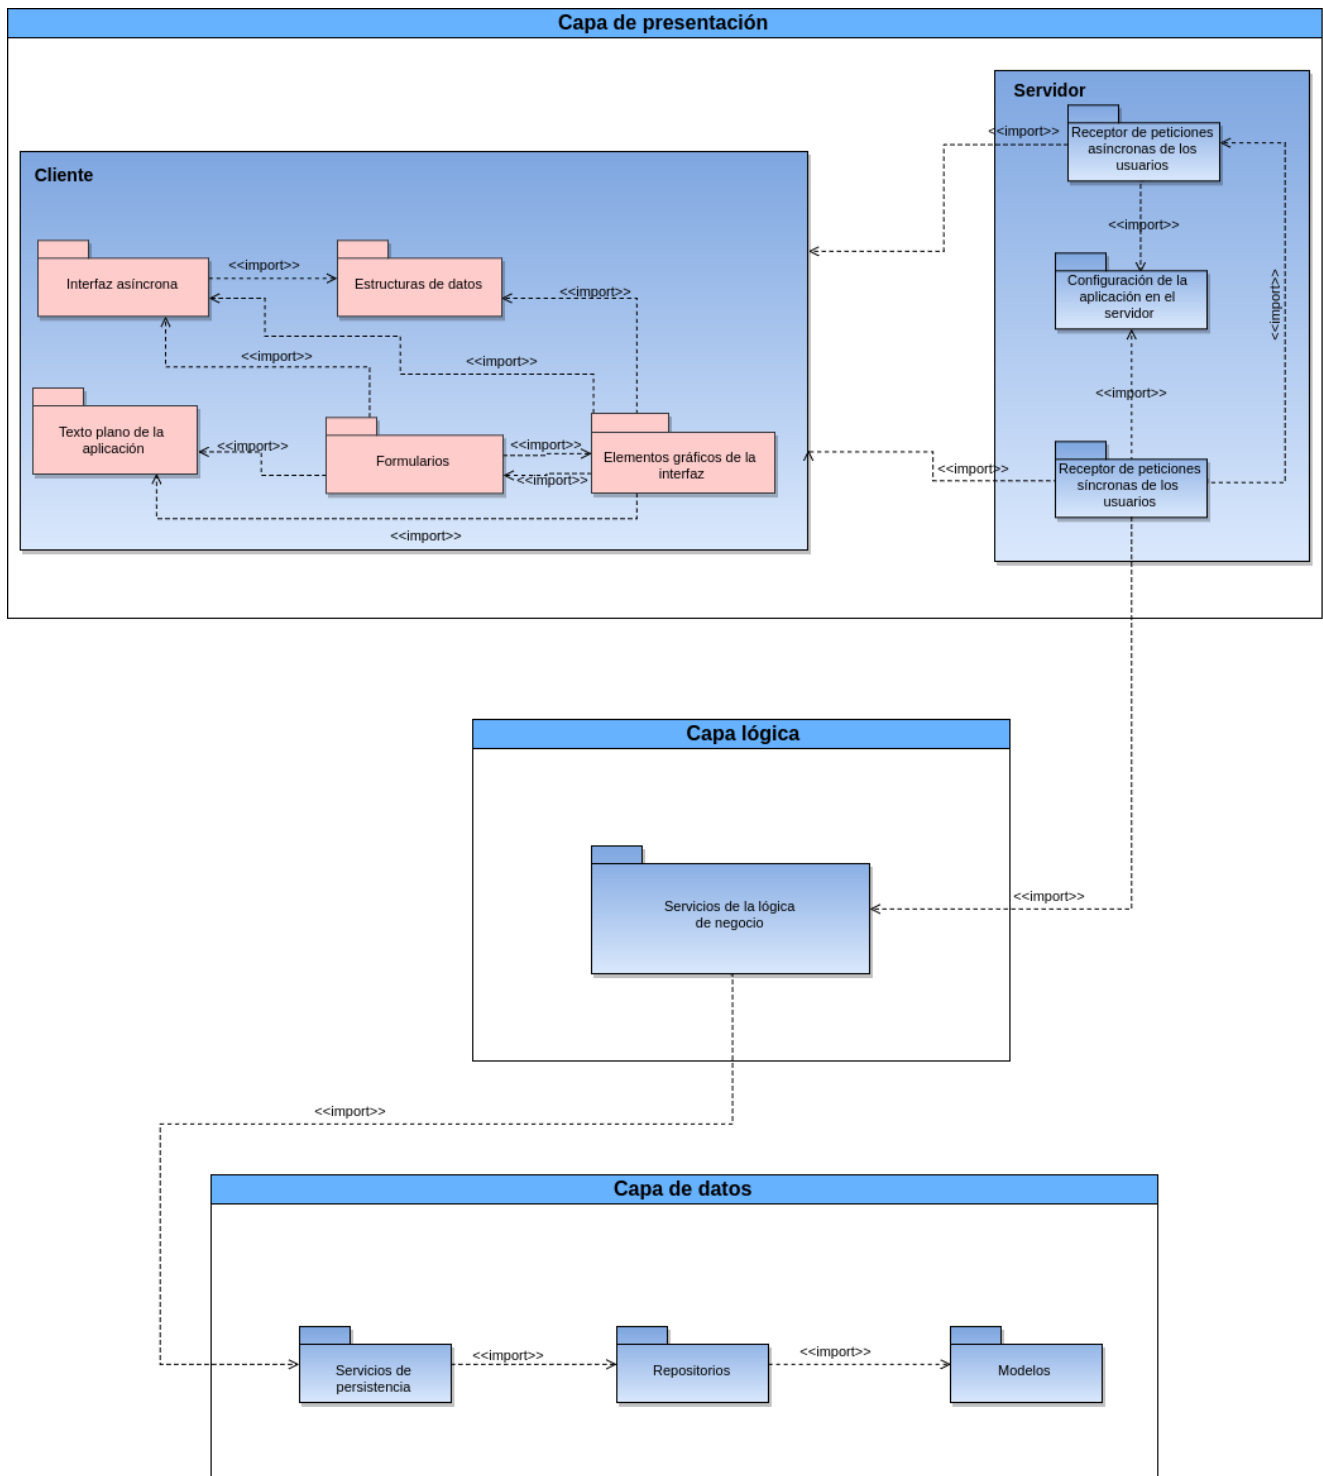 Capa de presentación
Servidor
<<import>>
Receptor de peticiones
asíncronas de los
usuarios
<<import>>
Configuración de la
aplicación en el
servidor
<<import>>
<<import>>
<<import>>
Receptor de peticiones
síncronas de los
usuarios
Cliente
Interfaz asíncrona
<<import>>
Estructuras de datos
<<import>>
<<import>>
<<import>>
Texto plano de la
aplicación
<<import>>
Formularios
<<import>>
<<import>>
Elementos gráficos de la
interfaz
<<import>>
Capa lógica
Servicios de la lógica
de negocio
<<import>>
<<import>>
Capa de datos
Servicios de
persistencia
<<import>>
Repositorios
<<import>>
Modelos